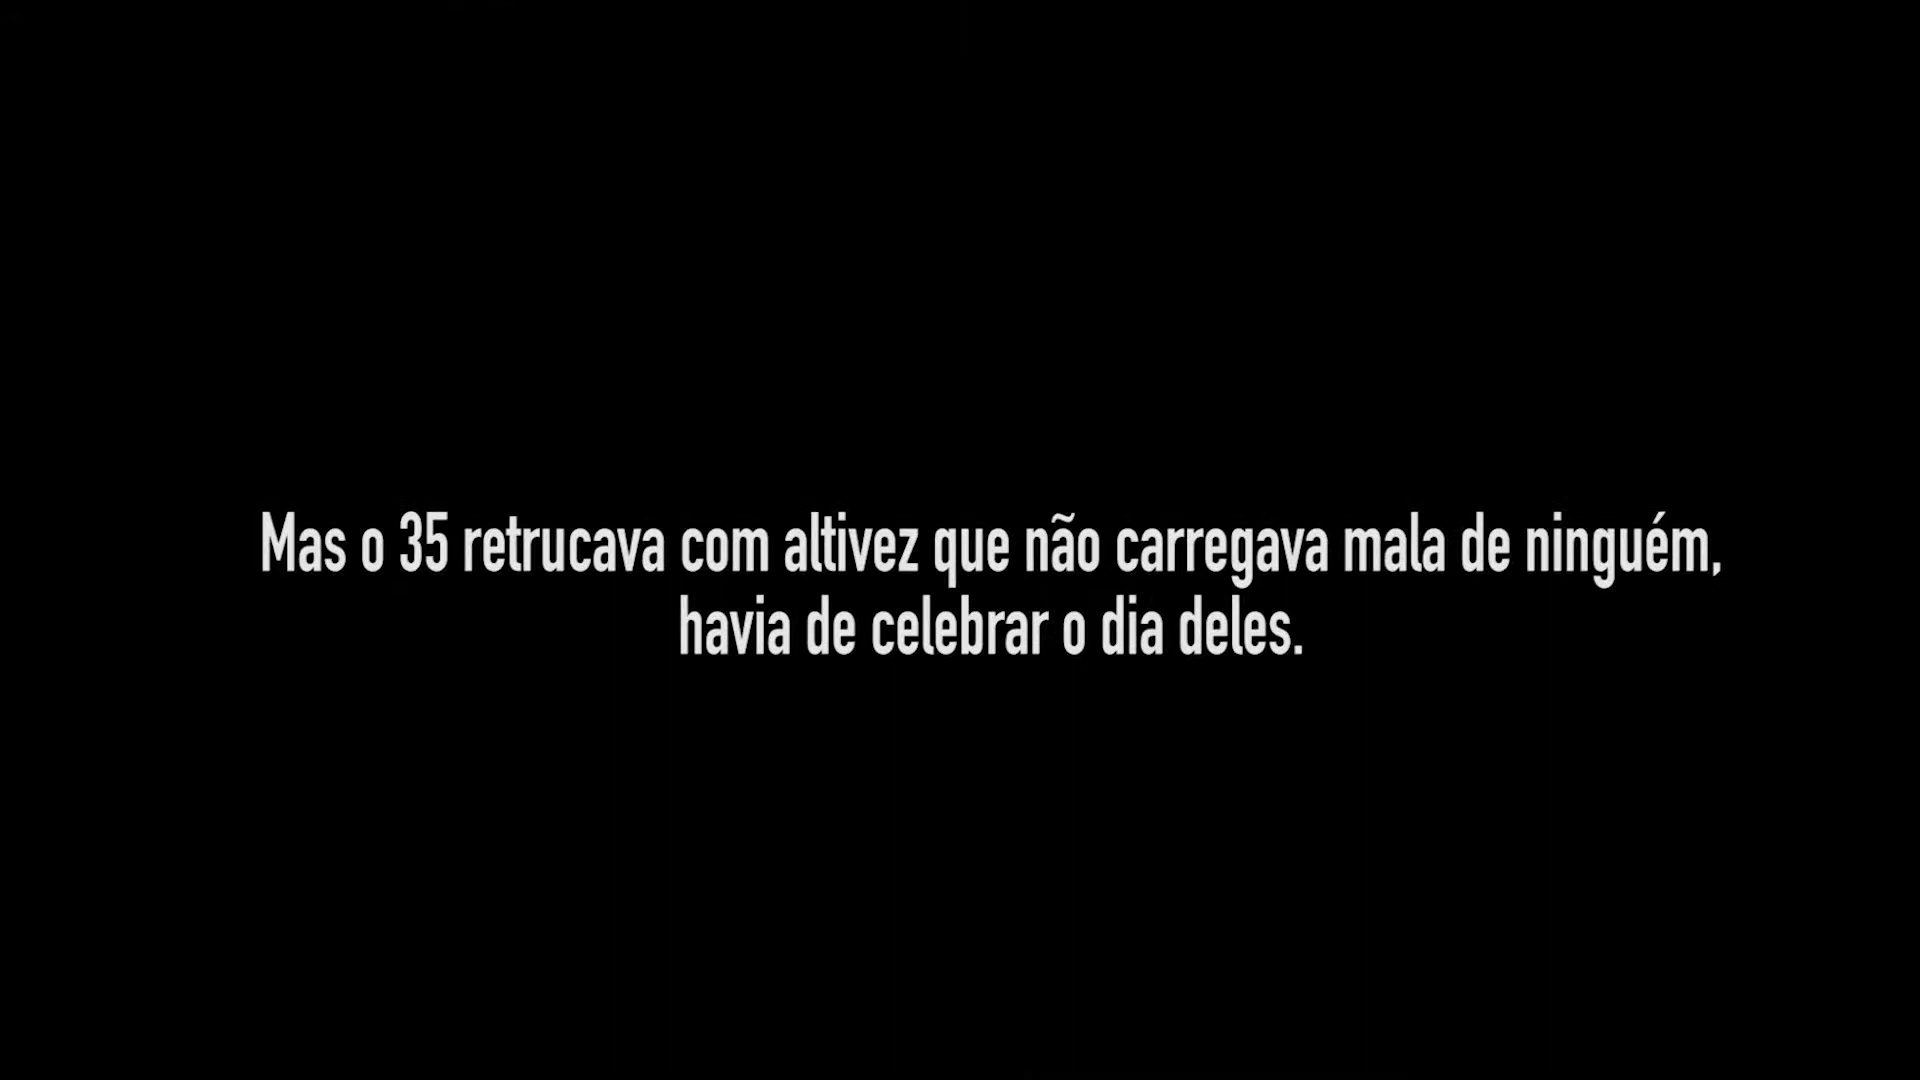 Mas o 35 retrucava com altivez que não carregava mala de ninguém,
havia de celebrar o dia deles.